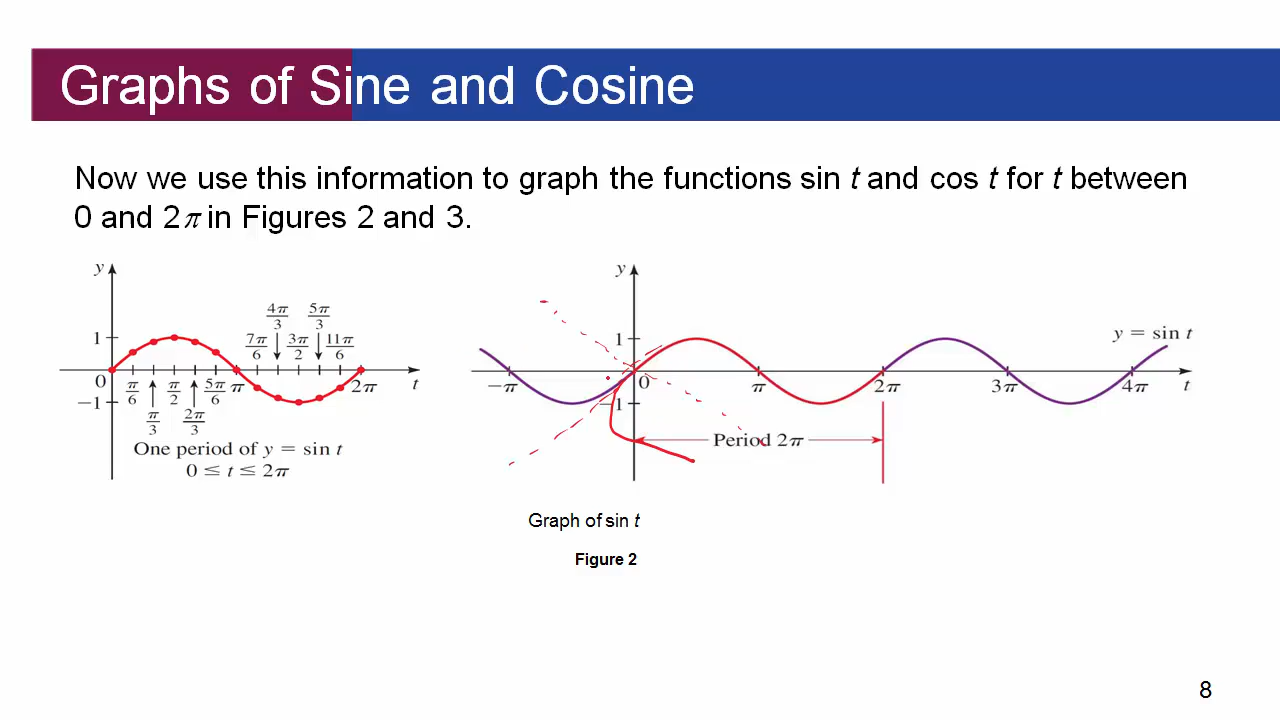 Graphs of Sine and Cosine
Now we use this information to graph the functions sin t and cos t for t between
0 and 2π in Figures 2 and 3.
y
1
0
−1
π/6
π/3
π/2
2π/3
5π/6
π
7π/6
4π/3
3π/2
5π/3
11π/6
2π
t
One period of y = sin t
0 ≤ t ≤ 2π
y
1
y = sin t
−π
0
π
2π
3π
4π
t
−1
Period 2π
Graph of sin t
Figure 2
8